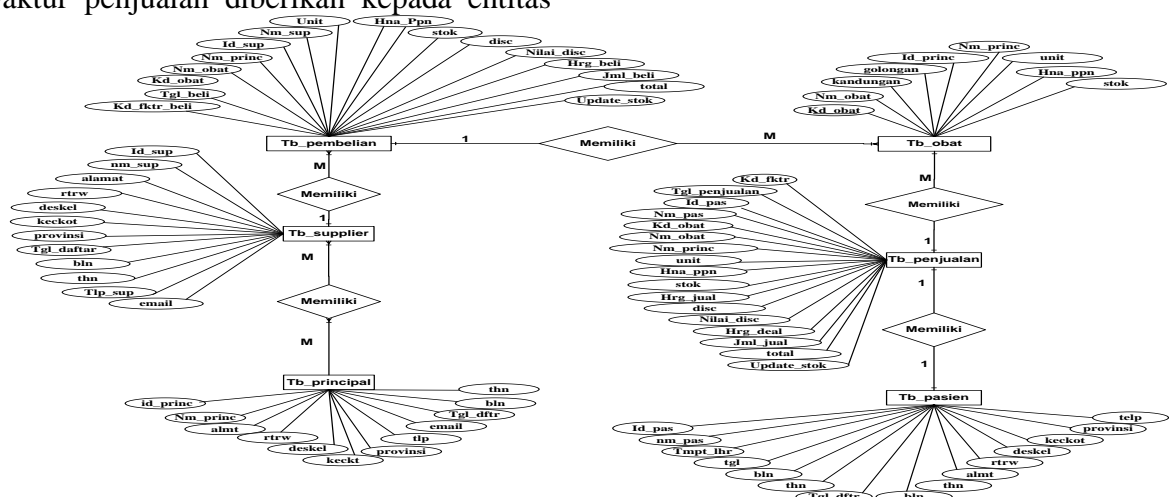 aktur penjualan diberikan kepada entitas
Unit
Hna_Ppn
Nm_sup
stok
Id_sup
disc
Nm_princ
Nilai_disc
Nm_obat
Hrg_beli
Kd_obat
Jml_beli
Tgl_beli
total
Kd_fktr_beli
Update_stok
Tb_pembelian
1
Memiliki
M
Nm_princ
Id_princ
unit
golongan
Hna_ppn
kandungan
stok
Nm_obat
Kd_obat
Tb_obat
M
Memiliki
1
Id_sup
nm_sup
alamat
rtrw
deskel
keckot
provinsi
Tgl_daftar
bln
thn
Tlp_sup
email
Tb_supplier
M
Memiliki
M
M
Memiliki
1
Kd_fktr
Tgl_penjualan
Id_pas
Nm_pas
Kd_obat
Nm_obat
Nm_princ
unit
Hna_ppn
stok
Hrg_jual
disc
Nilai_disc
Hrg_deal
Jml_jual
total
Update_stok
Tb_penjualan
1
Memiliki
1
Tb_principal
id_princ
Nm_princ
almt
rtrw
deskel
keckt
provinsi
tlp
email
Tgl_dftr
bln
thn
Tb_pasien
Id_pas
nm_pas
Tmpt_lhr
tgl
bln
thn
Tgl_dftr
bln
thn
almt
rtrw
deskel
keckot
provinsi
telp